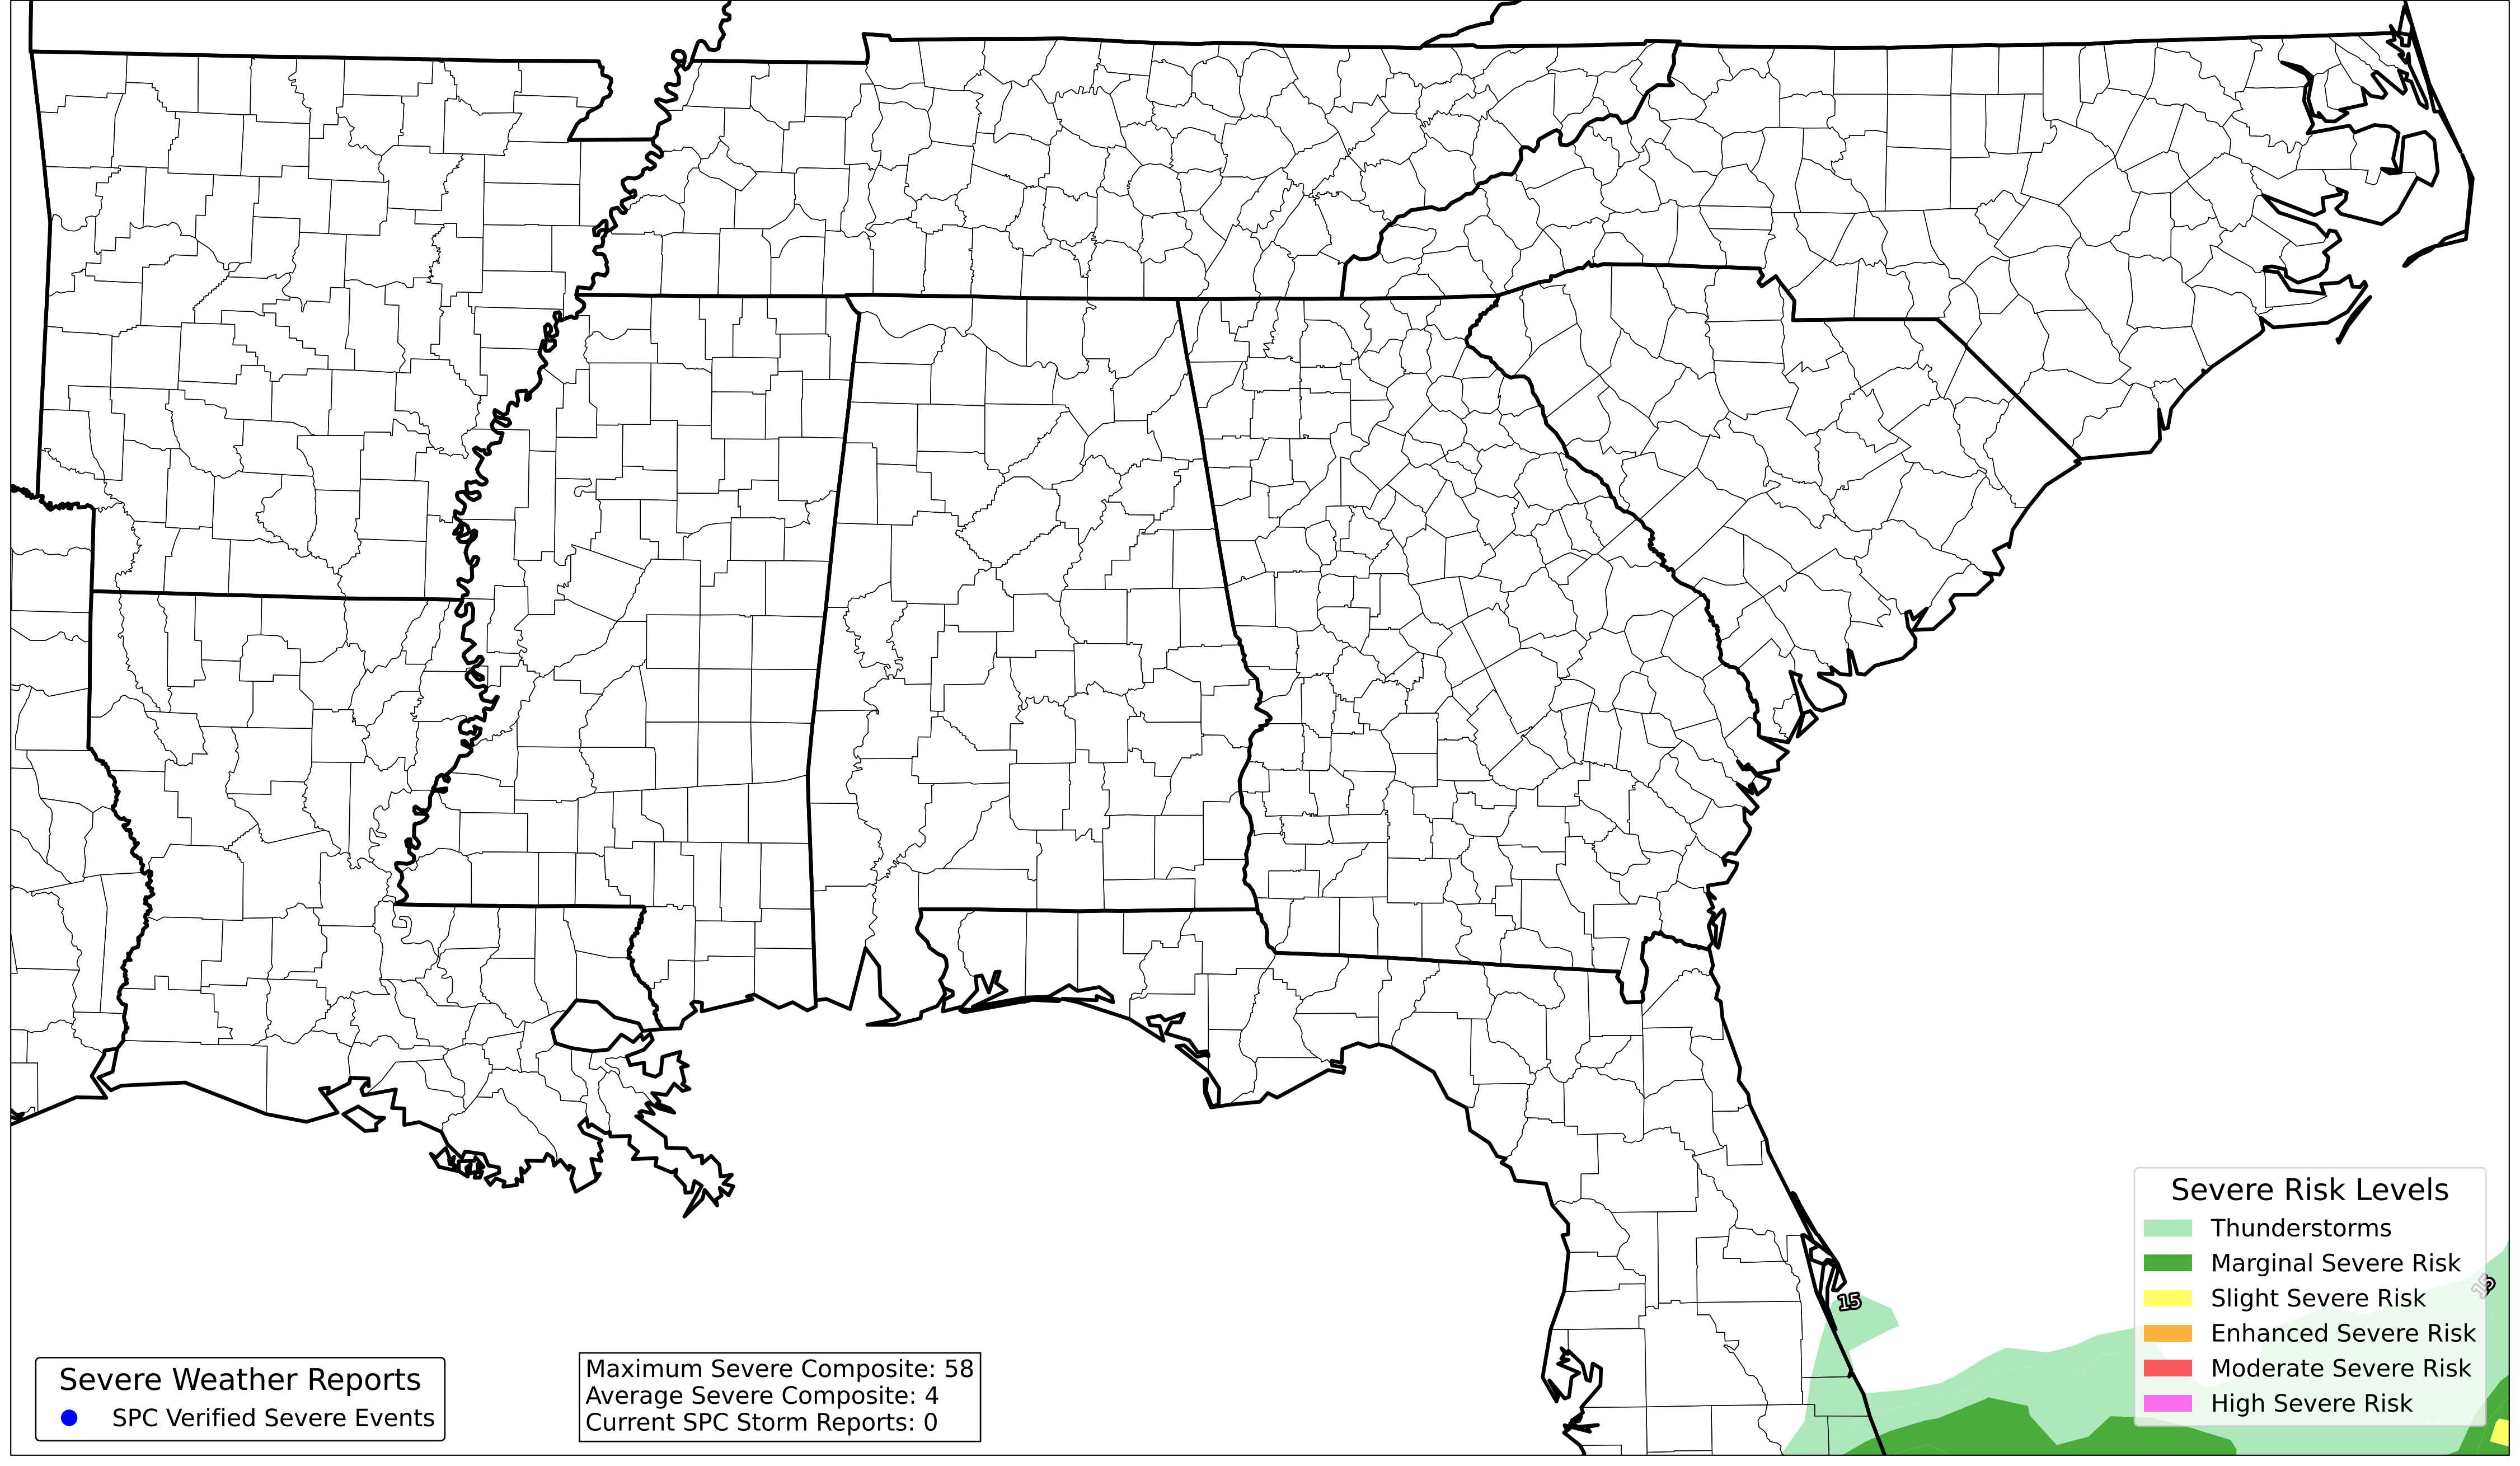 15
15
Severe Risk Levels
Thunderstorms
Marginal Severe Risk
Slight Severe Risk
Enhanced Severe Risk
Moderate Severe Risk
High Severe Risk
Severe Weather Reports
SPC Verified Severe Events
Maximum Severe Composite: 58
Average Severe Composite: 4
Current SPC Storm Reports: 0